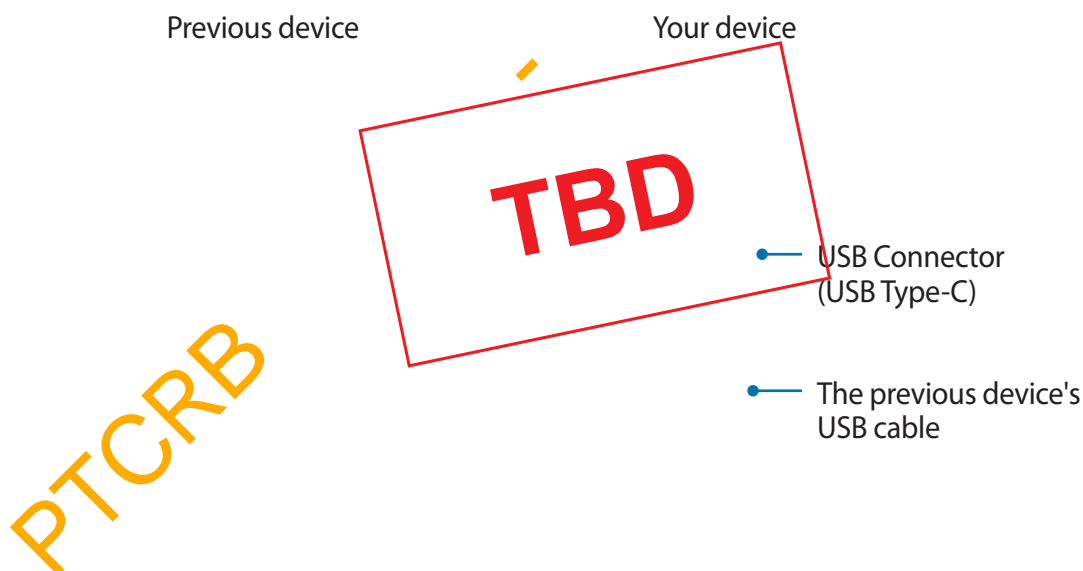 Previous device
Your device
TBD
USB Connector
(USB Type-C)
The previous device's
USB cable
PTCRB -